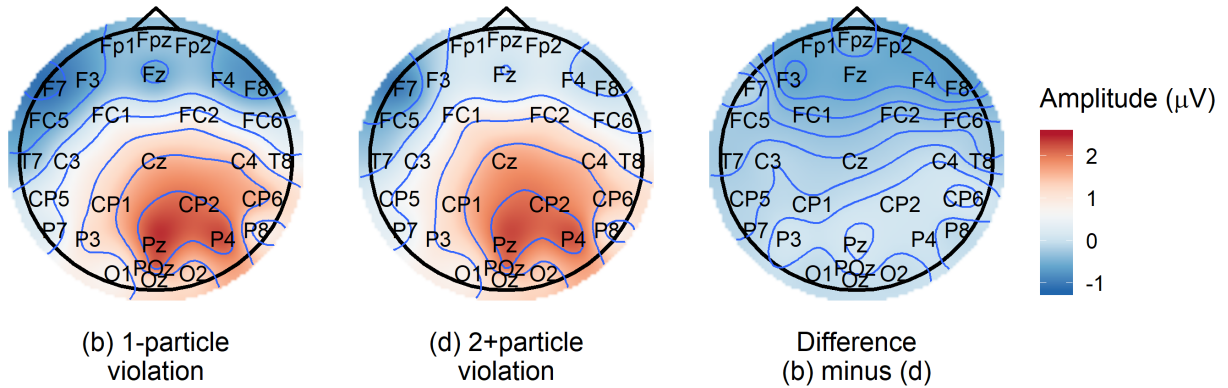 Fp1 Fpz Fp2
F7 F3 Fz F4 F8
FC5 FC1 FC2 FC6
T7 C3 Cz C4 T8
CP5 CP1 CP2 CP6
P7 P3 Pz P4 P8
O1 POz O2
Oz
(b) 1-particle
violation
Fp1 Fpz Fp2
F7 F3 Fz F4 F8
FC5 FC1 FC2 FC6
T7 C3 Cz C4 T8
CP5 CP1 CP2 CP6
P7 P3 Pz P4 P8
O1 POz O2
Oz
(d) 2+particle
violation
Fp1 Fpz Fp2
F7 F3 Fz F4 F8
FC5 FC1 FC2 FC6
T7 C3 Cz C4 T8
CP5 CP1 CP2 CP6
P7 P3 Pz P4 P8
O1 POz O2
Oz
Difference
(b) minus (d)
Amplitude (μV)
2
1
0
-1